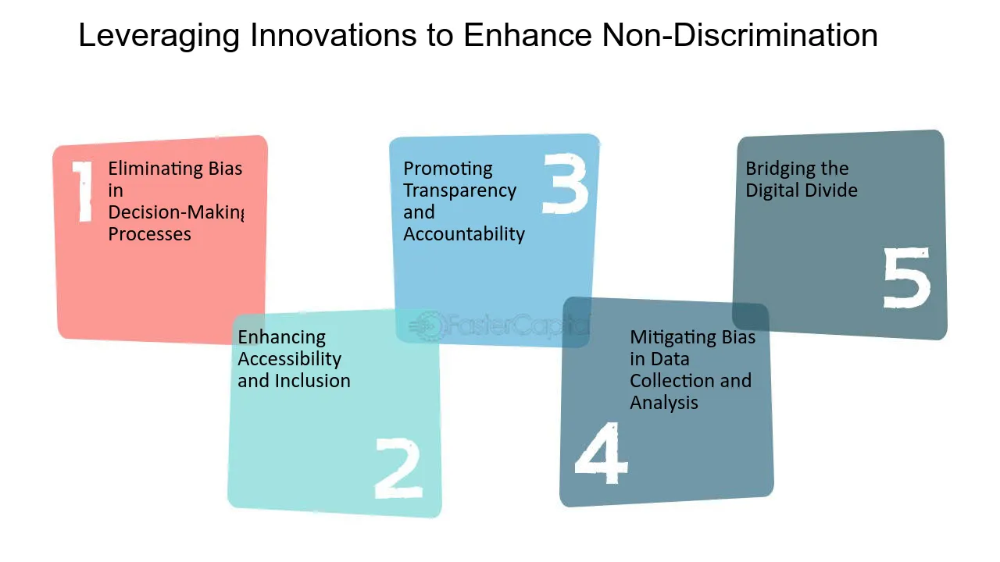 Leveraging Innovations to Enhance Non-Discrimination
1
Eliminating Bias
in
Decision-Making
Processes
Enhancing
Accessibility
and Inclusion
2
Promoting
Transparency
and
Accountability
3
FasterCapital
Mitigating Bias
in Data
Collection and
Analysis
4
Bridging the
Digital Divide
5